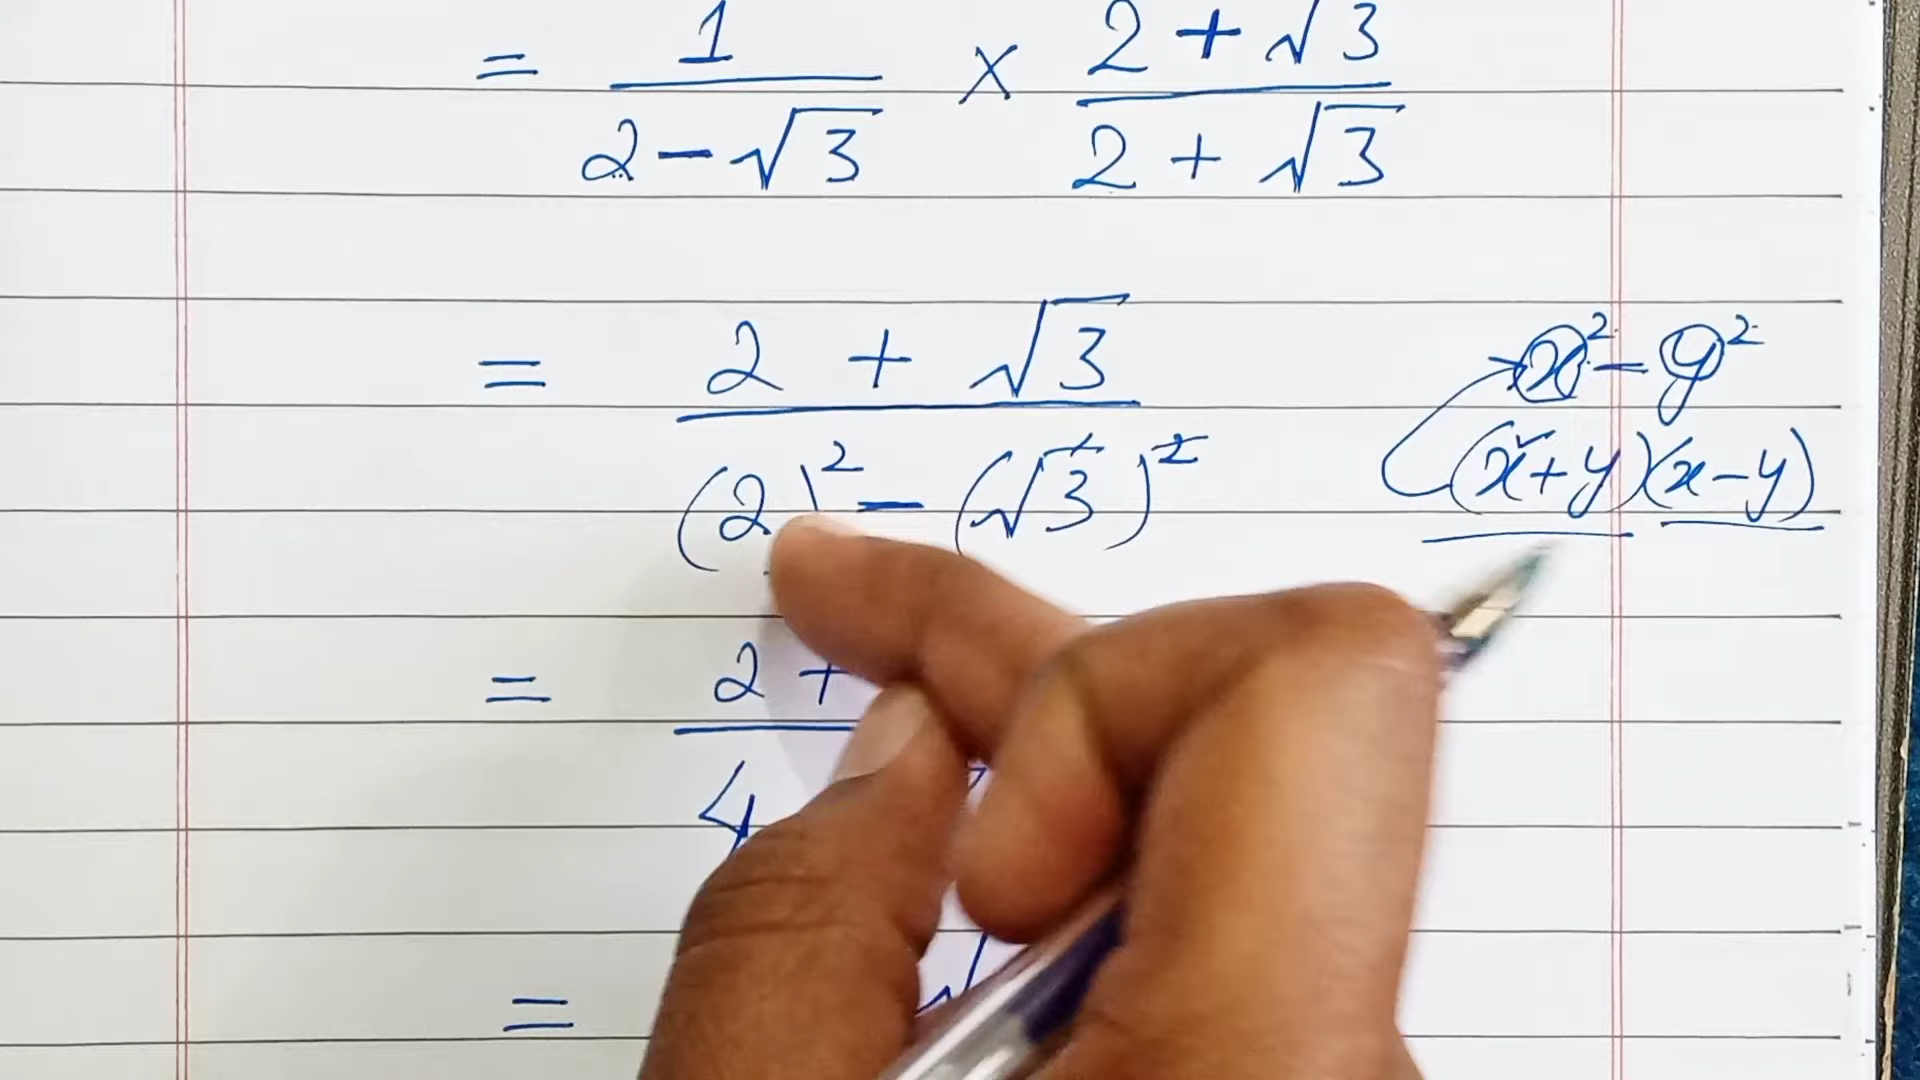 = 1 / 2 - √3 × 2 + √3 / 2 + √3
= 2 + √3 / (2)² - (√3)²
x² - y²
(x+y)(x-y)
= 2 + / 4
= √